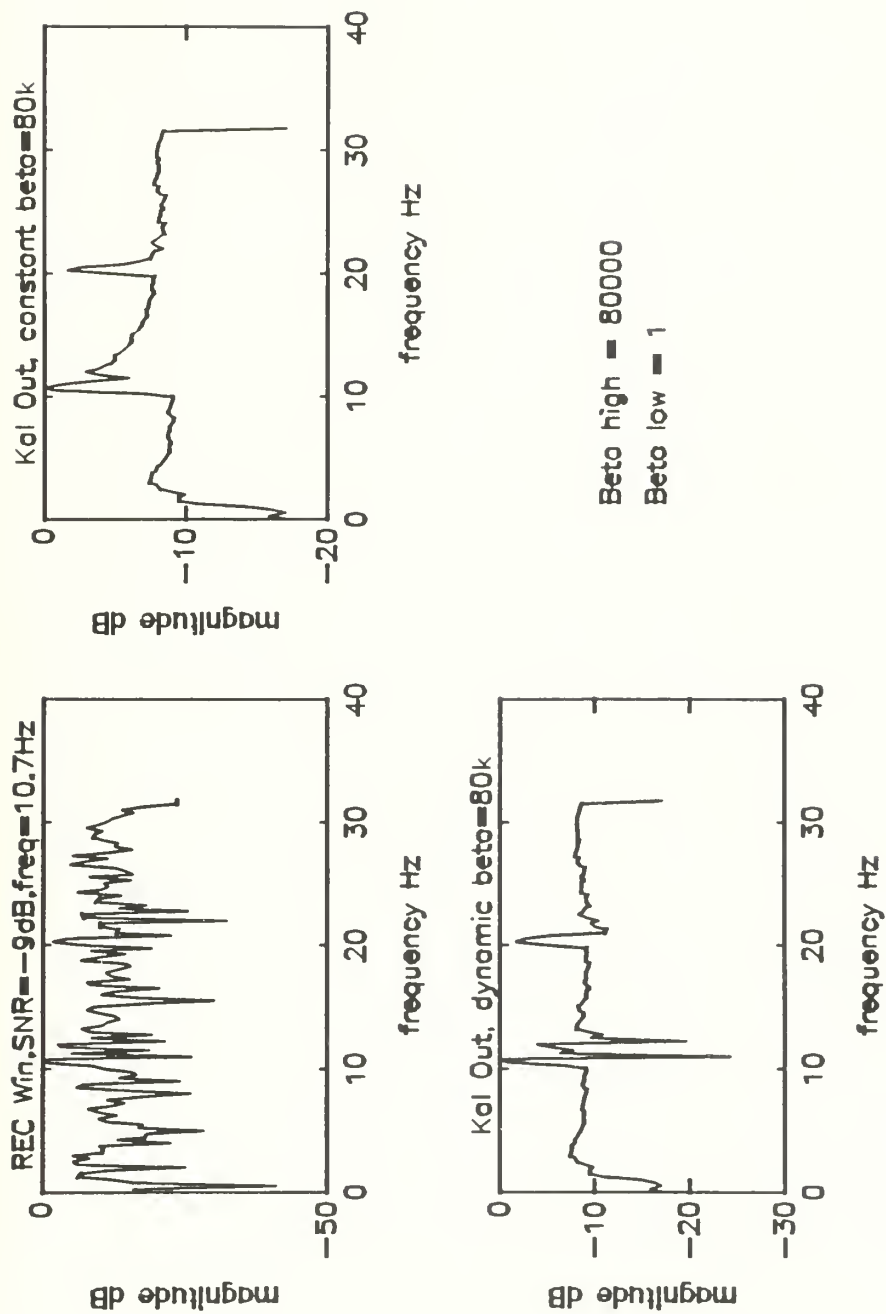 REC Win,SNR=-9dB,freq=10.7Hz
0
-50
magnitude dB
0
10
20
30
40
frequency Hz
Kal Out, constant beta=80k
0
-10
-20
magnitude dB
0
10
20
30
40
frequency Hz
Kal Out, dynamic beta=80k
0
-10
-20
-30
magnitude dB
0
10
20
30
40
frequency Hz
Beta high = 80000
Beta low = 1